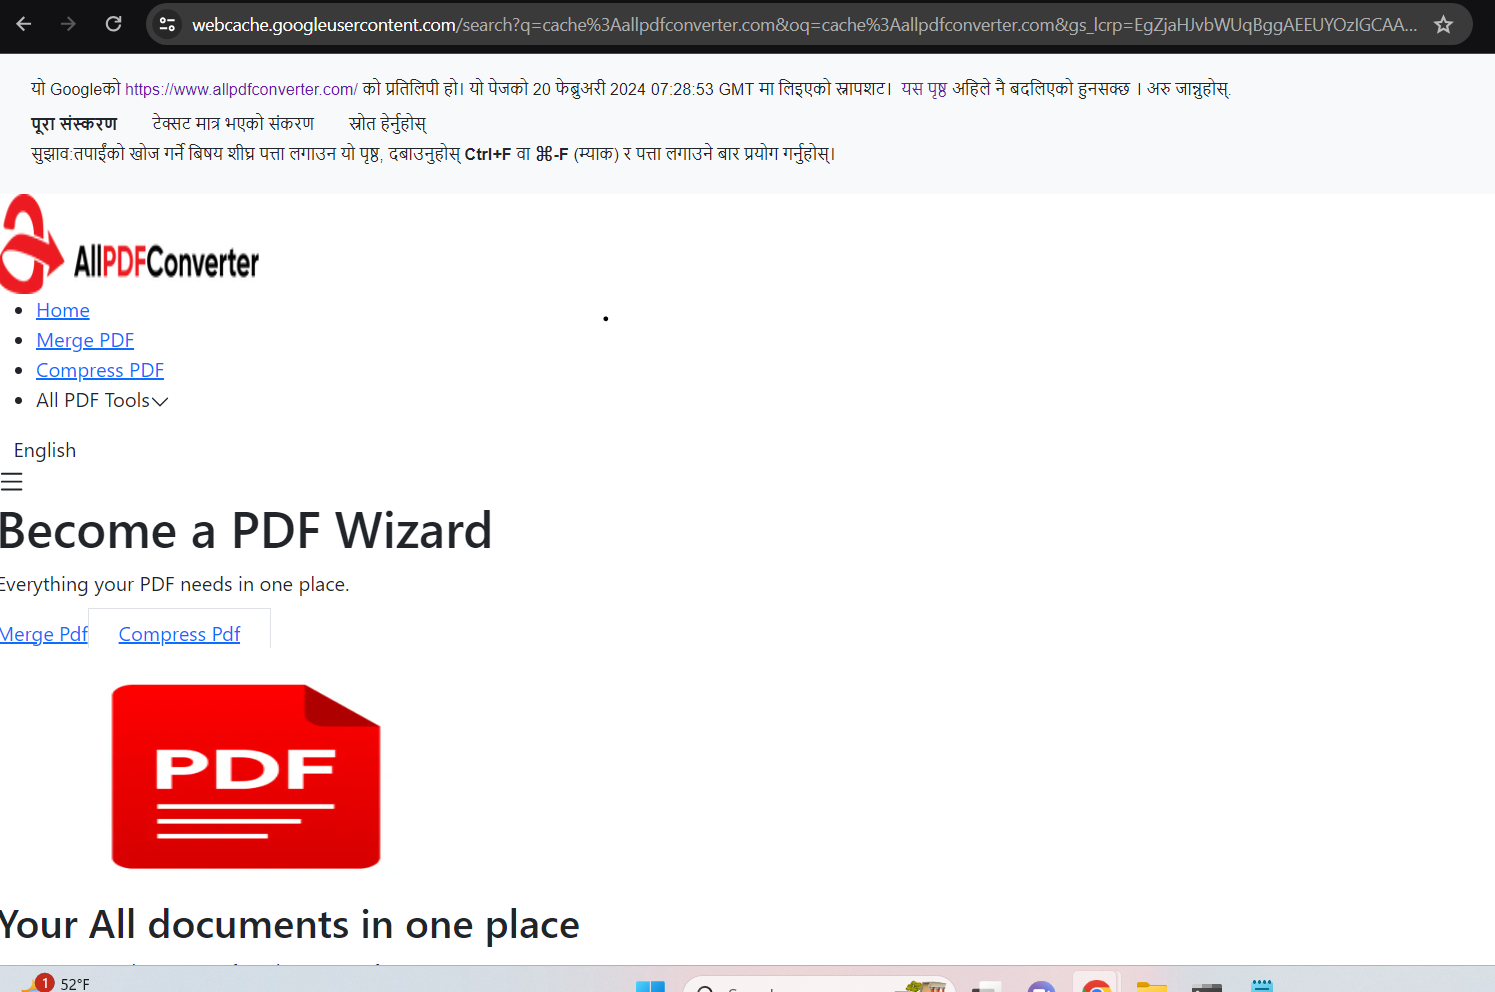 webcache.googleusercontent.com/search?q=cache%3Aallpdfconverter.com&oq=cache%3Aallpdfconverter.com&gs_lcrp=EgZjaHJvbWUqBggAEEUYOzIGCAA...
यो Googleको https://www.allpdfconverter.com/ को प्रतिलिपी हो। यो पेजको 20 फेब्रुअरी 2024 07:28:53 GMT मा लिइएको स्नापशट। यस पृष्ठ अहिले नै बदलिएको हुनसक्छ । अरु जान्नुहोस्.
पूरा संस्करण टेक्सट मात्र भएको संकरण स्रोत हेर्नुहोस्
सुझाव:तपाईंको खोज गर्ने बिषय शीघ्र पत्ता लगाउन यो पृष्ठ, दबाउनुहोस् Ctrl+F वा ⌘-F (म्याक) र पत्ता लगाउने बार प्रयोग गर्नुहोस्।
AllPDFConverter
Home
Merge PDF
Compress PDF
All PDF Tools
English
Become a PDF Wizard
Everything your PDF needs in one place.
Merge Pdf Compress Pdf
PDF
Your All documents in one place
1 52°F